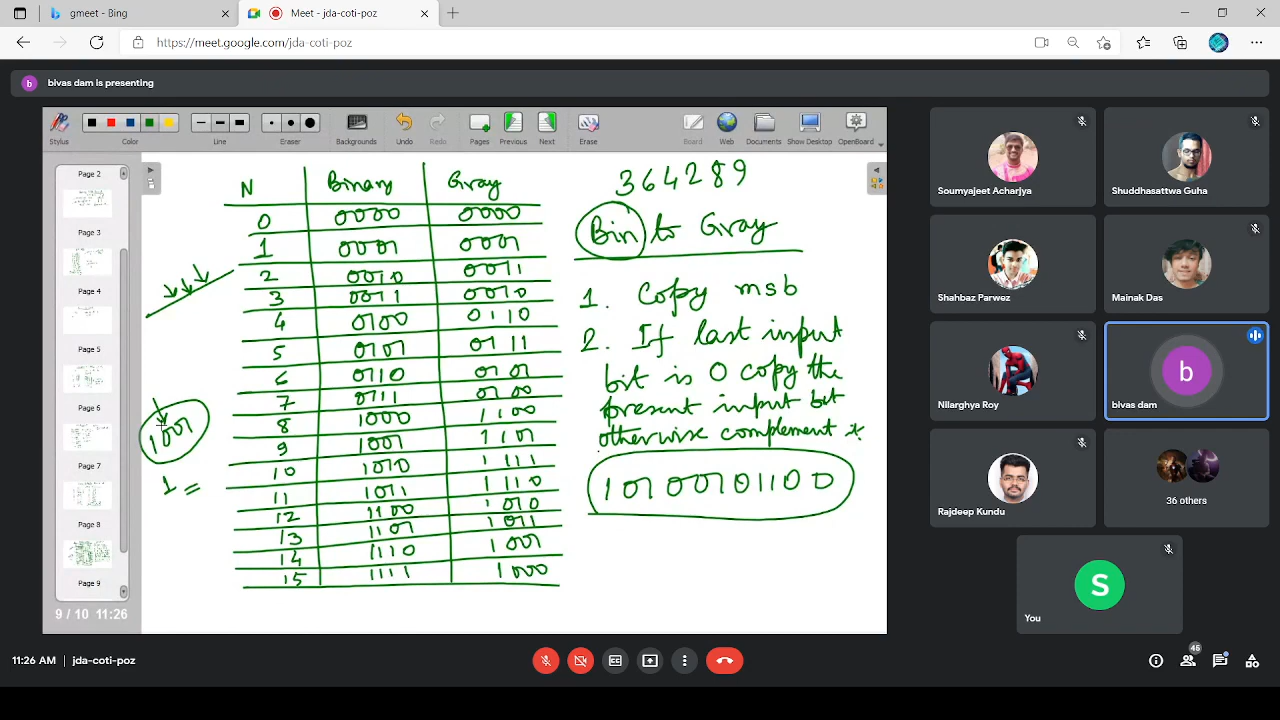 gmeet - Bing
Meet - jda-coti-poz
https://meet.google.com/jda-coti-poz
b
bivas dam is presenting
Stylus
Color
Line
Eraser
Backgrounds
Undo
Redo
Pages
Previous
Next
Erase
Board
Web
Documents
Show Desktop
OpenBoard
Page 2
Page 3
Page 4
Page 5
Page 6
Page 7
Page 8
Page 9
9 / 10 11:26
N Binary Gray
0 0000 0000
1 0001 0001
2 0010 0011
3 0011 0010
4 0100 0110
5 0101 0111
6 0110 0101
7 0111 0100
8 1000 1100
9 1001 1101
10 1010 1111
11 1011 1110
12 1100 1010
13 1101 1011
14 1110 1001
15 1111 1000
1001
1 =
364289
Bin to Gray
1. Copy msb
2. If last input
bit is 0 copy the
present input bit
otherwise complement it
101001011100
Soumyajeet Acharjya
Shuddhasattwa Guha
Shahbaz Parwez
Mainak Das
Nilarghya Roy
b
bivas dam
Rajdeep Kundu
36 others
S
You
11:26 AM | jda-coti-poz
45